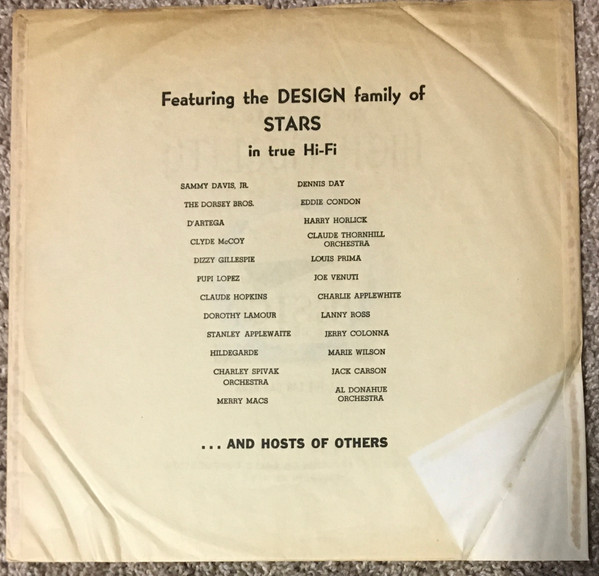 Featuring the DESIGN family of
STARS
in true Hi-Fi
SAMMY DAVIS, JR.
THE DORSEY BROS.
D'ARTEGA
CLYDE McCOY
DIZZY GILLESPIE
PUPI LOPEZ
CLAUDE HOPKINS
DOROTHY LAMOUR
STANLEY APPLEWAITE
HILDEGARDE
CHARLEY SPIVAK
ORCHESTRA
MERRY MACS
DENNIS DAY
EDDIE CONDON
HARRY HORLICK
CLAUDE THORNHILL
ORCHESTRA
LOUIS PRIMA
JOE VENUTI
CHARLIE APPLEWHITE
LANNY ROSS
JERRY COLONNA
MARIE WILSON
JACK CARSON
AL DONAHUE
ORCHESTRA
... AND HOSTS OF OTHERS